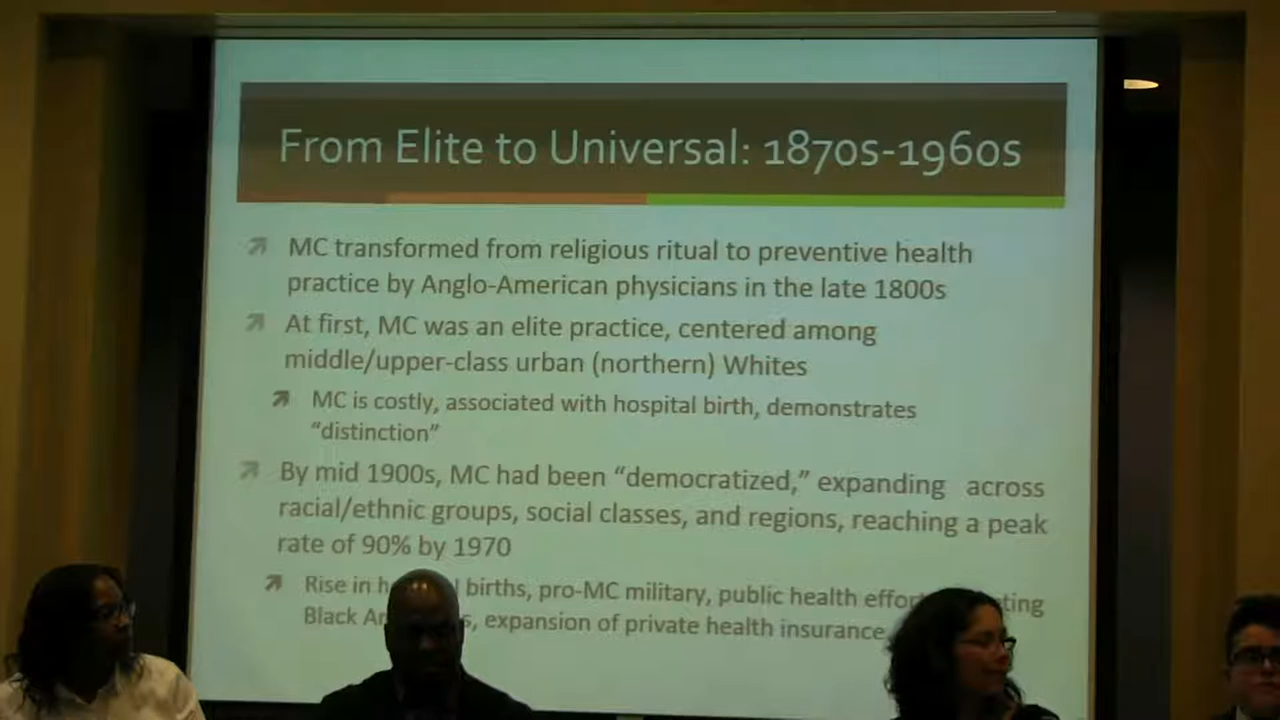 From Elite to Universal: 1870s-1960s
MC transformed from religious ritual to preventive health
practice by Anglo-American physicians in the late 1800s
At first, MC was an elite practice, centered among
middle/upper-class urban (northern) Whites
MC is costly, associated with hospital birth, demonstrates
“distinction”
By mid 1900s, MC had been “democratized,” expanding across
racial/ethnic groups, social classes, and regions, reaching a peak
rate of 90% by 1970
Rise in births, pro-MC military, public health
Black expansion of private health insurance